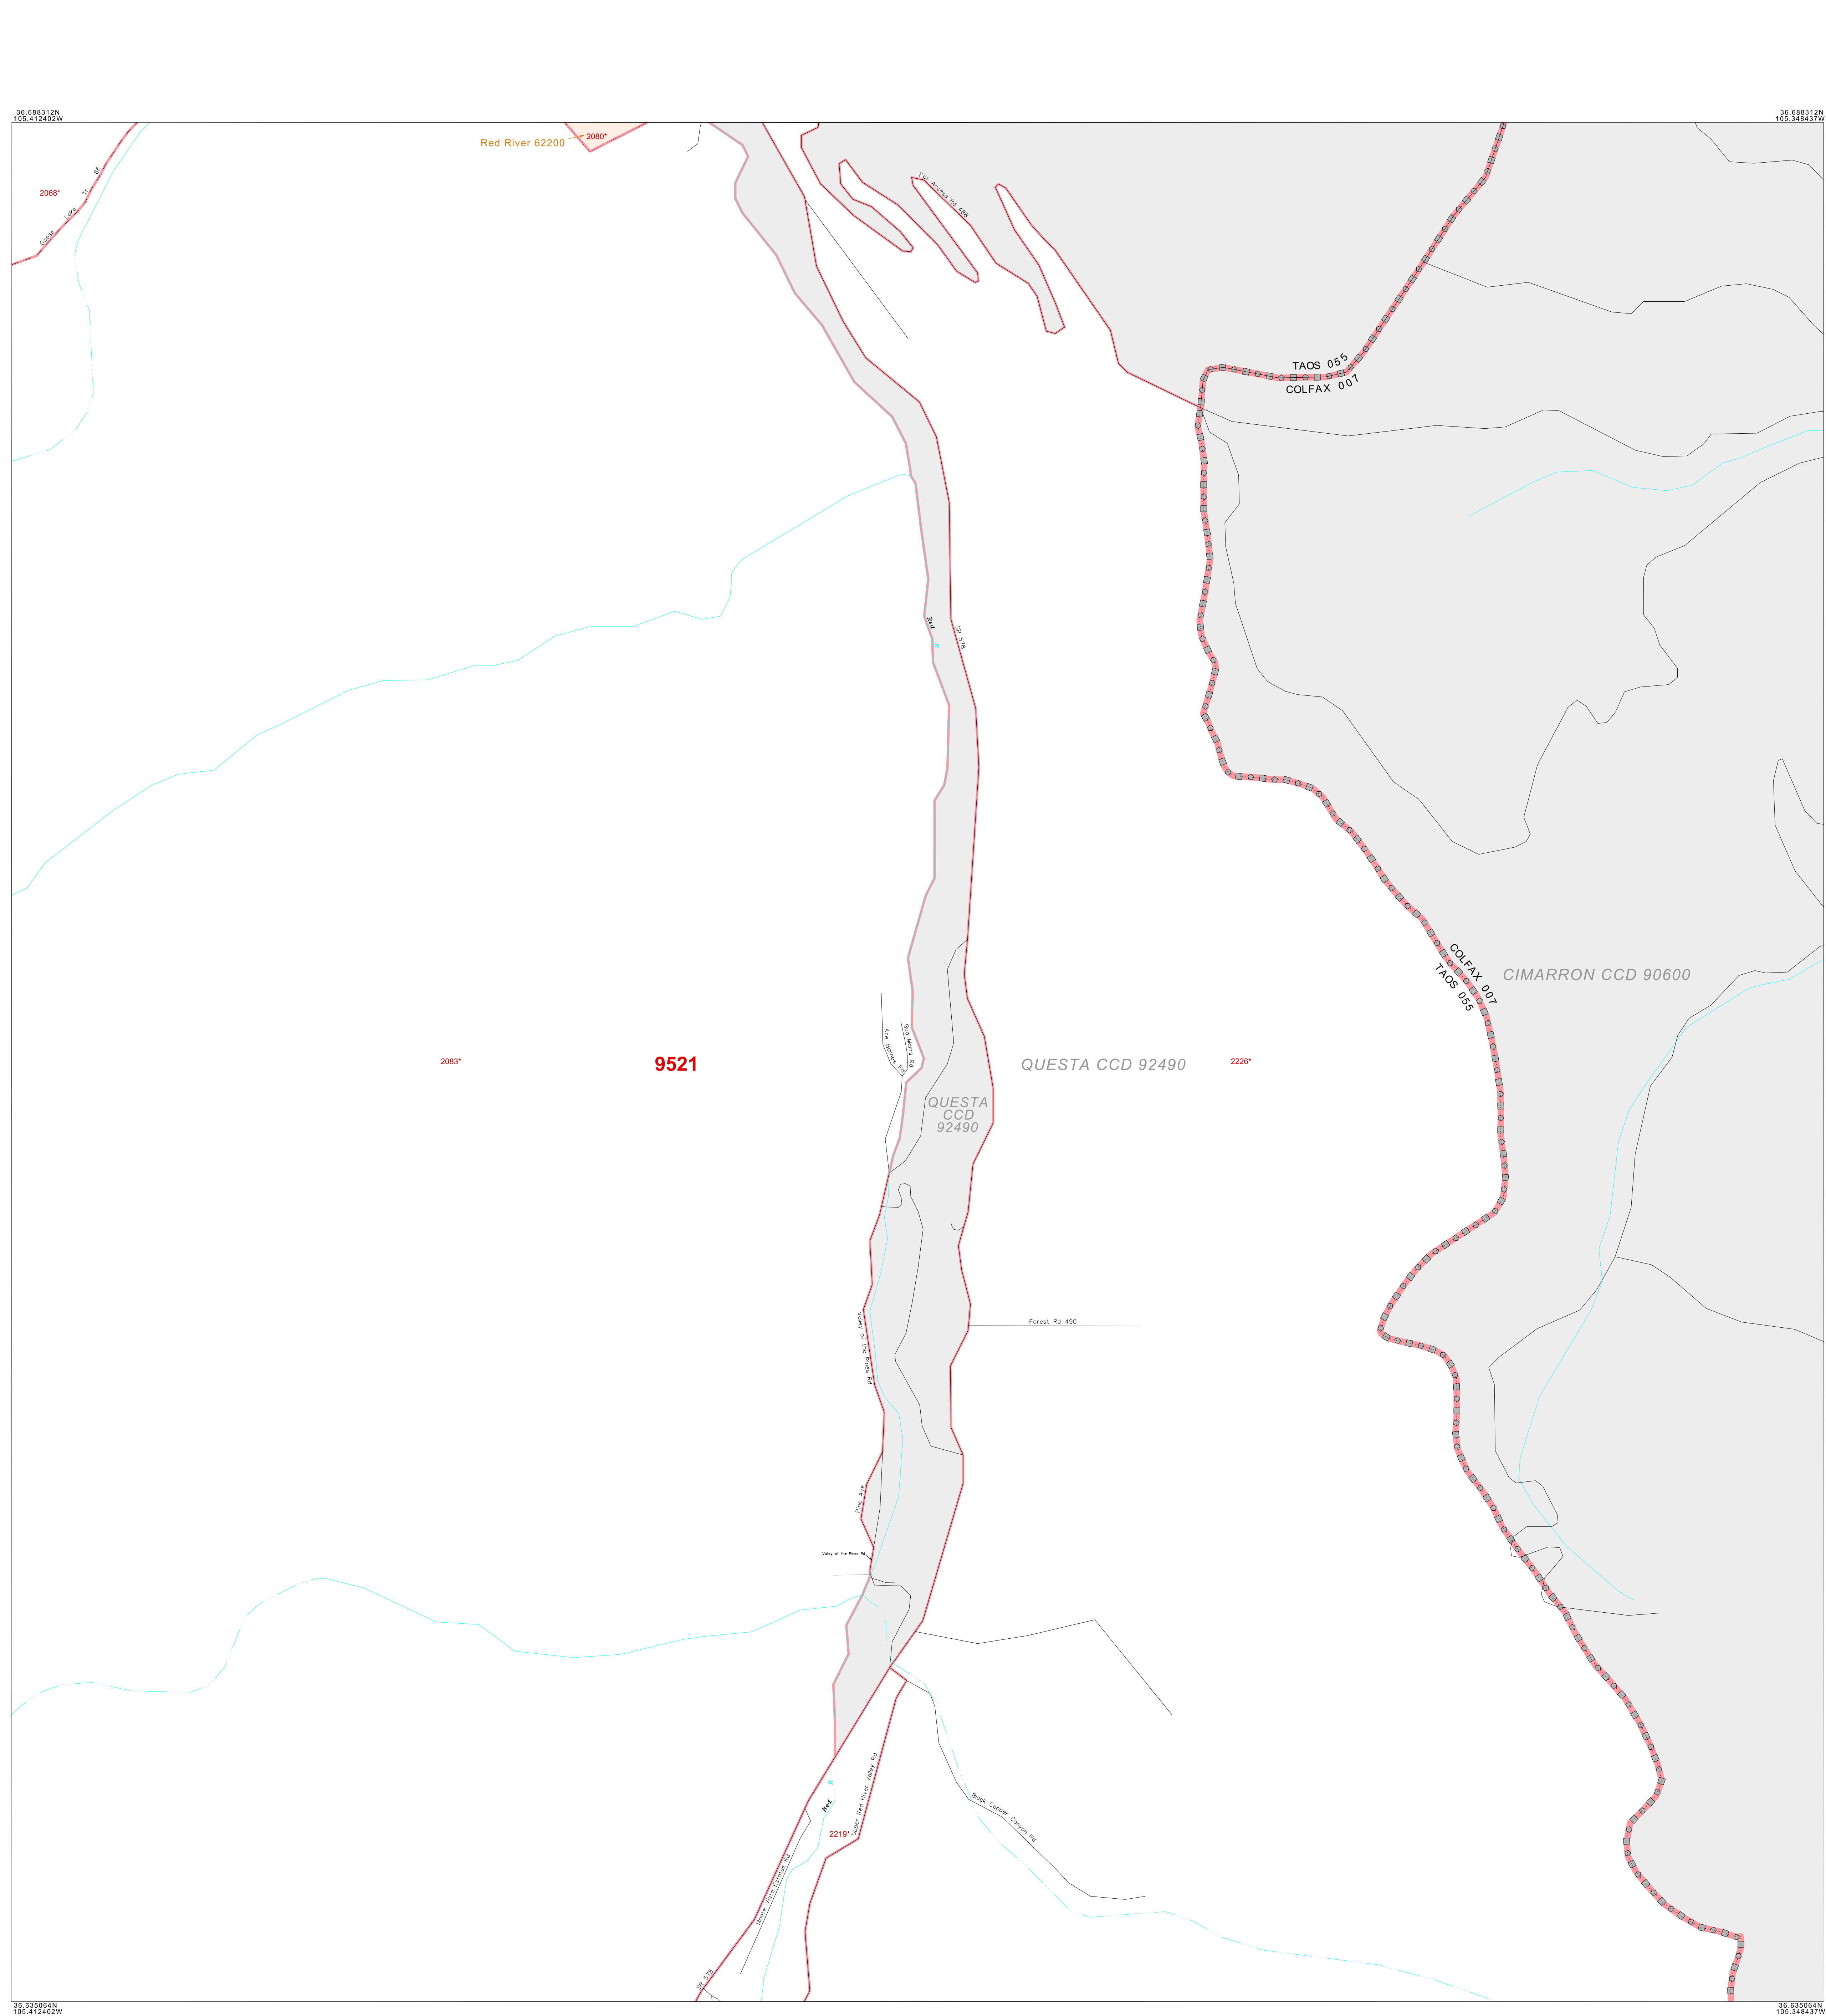 36.688312N
105.412402W
36.688312N
105.348437W
Red River 62200
2080*
2068*
Goose Lake Tr 66
For Access Rd 488
TAOS 055
COLFAX 007
Red R
SR 578
COLFAX 007
TAOS 055
CIMARRON CCD 90600
Ace Barnes Rd
Bud Morrs Rd
2083*
9521
QUESTA CCD 92490
2226*
QUESTA
CCD
92490
Forest Rd 490
Valley of the Pines Rd
Pine Ave
Valley of the Pines Rd
Upper Red River Valley Rd
Red R
Black Copper Canyon Rd
2219*
Monte Vista Estates Rd
SR 578
36.635064N
105.412402W
36.635064N
105.348437W